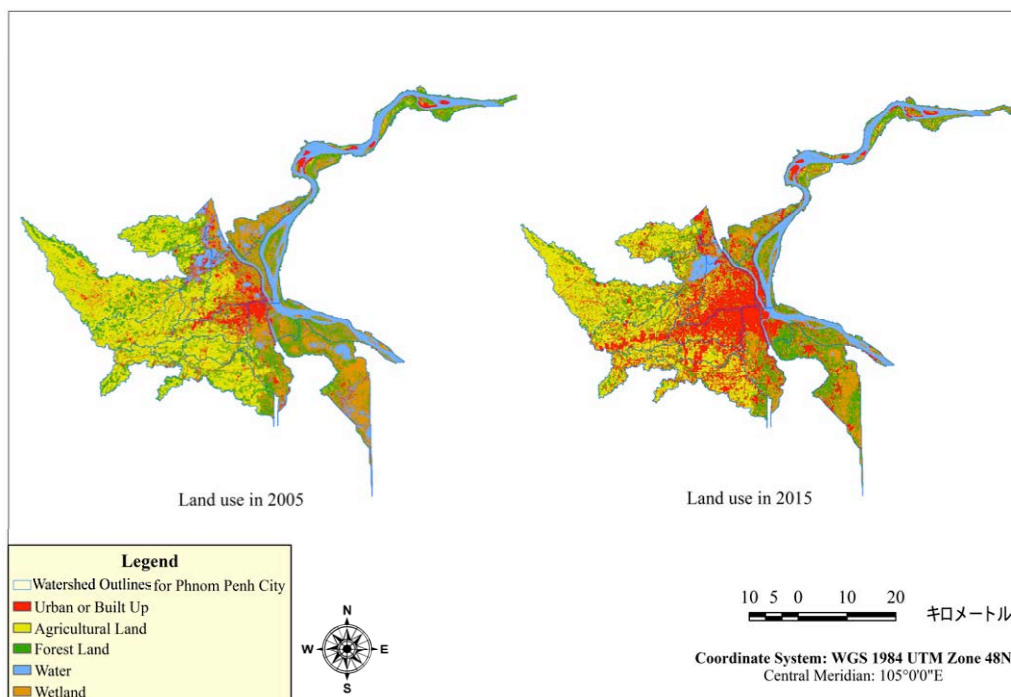 Land use in 2005
Land use in 2015
Legend
Watershed Outlines for Phnom Penh City
Urban or Built Up
Agricultural Land
Forest Land
Water
Wetland
N
W E
S
10 5 0 10 20 キロメートル
Coordinate System: WGS 1984 UTM Zone 48N
Central Meridian: 105°0'0"E